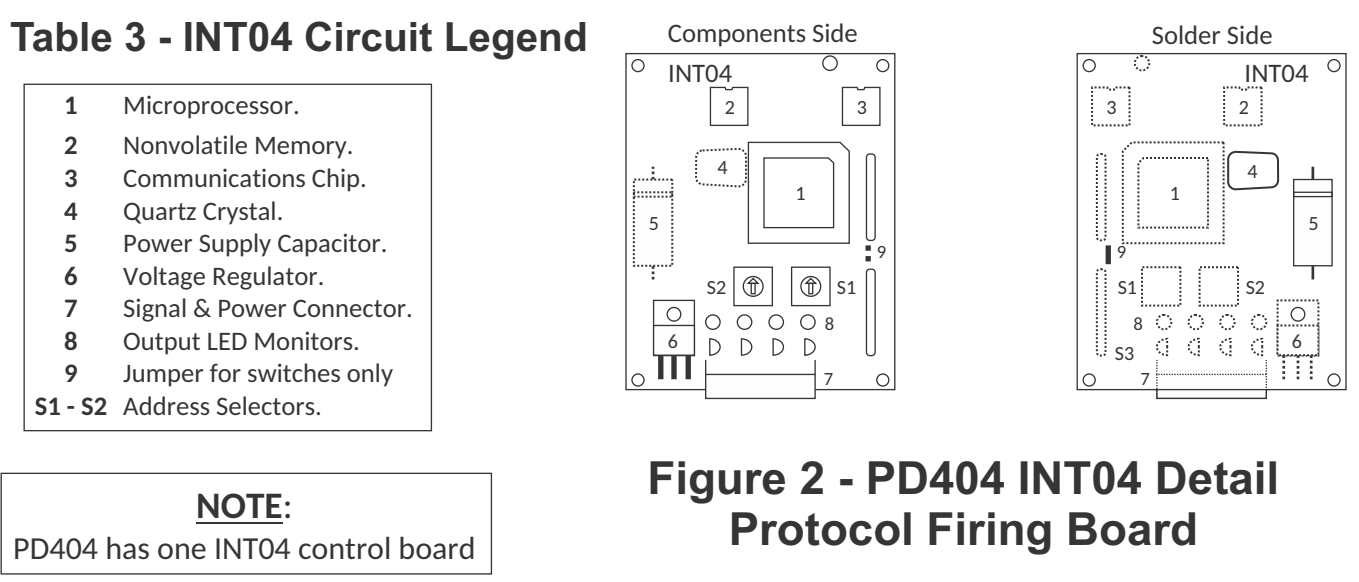 Table 3 - INT04 Circuit Legend
1 Microprocessor.
2 Nonvolatile Memory.
3 Communications Chip.
4 Quartz Crystal.
5 Power Supply Capacitor.
6 Voltage Regulator.
7 Signal & Power Connector.
8 Output LED Monitors.
9 Jumper for switches only
S1 - S2 Address Selectors.
NOTE:
PD404 has one INT04 control board
Components Side
INT04
2 3
4
1
5
9
S2 S1
8
6
7
Solder Side
INT04
3 2
4
1
5
9
S1 S2
8
6
S3
7
Figure 2 - PD404 INT04 Detail
Protocol Firing Board